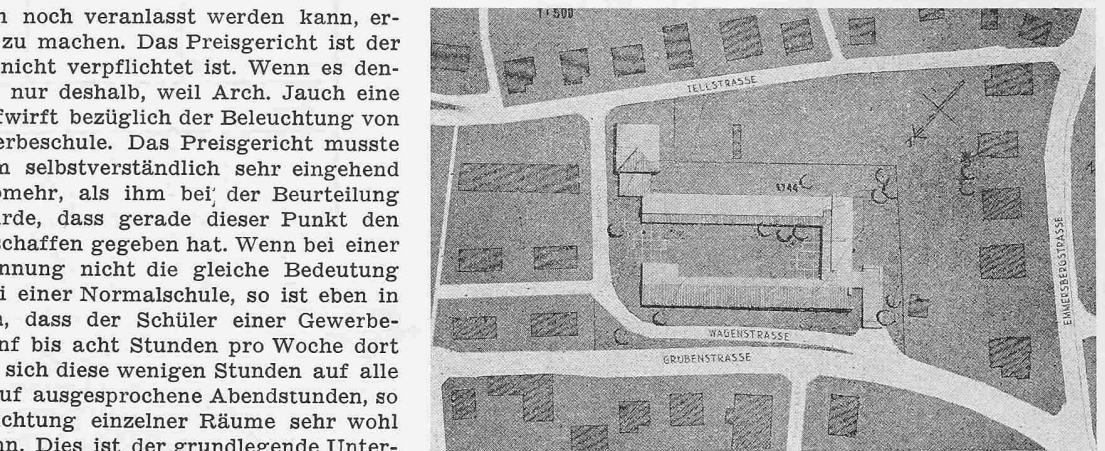 n noch veranlasst werden kann, er-
zu machen. Das Preisgericht ist der
nicht verpflichtet ist. Wenn es den-
nur deshalb, weil Arch. Jauch eine
fwirft bezüglich der Beleuchtung von
erbeschule. Das Preisgericht musste
n selbstverständlich sehr eingehend
omehr, als ihm bei der Beurteilung
rde, dass gerade dieser Punkt den
schaffen gegeben hat. Wenn bei einer
nnung nicht die gleiche Bedeutung
i einer Normalschule, so ist eben in
n, dass der Schüler einer Gewerbe-
nf bis acht Stunden pro Woche dort
sich diese wenigen Stunden auf alle
uf ausgesprochene Abendstunden, so
chtung einzelner Räume sehr wohl
nn. Dies ist der grundlegende Unter-
1:500
TELLSTRASSE
EMMERSBERGSTRASSE
WAGENSTRASSE
GRUBENSTRASSE